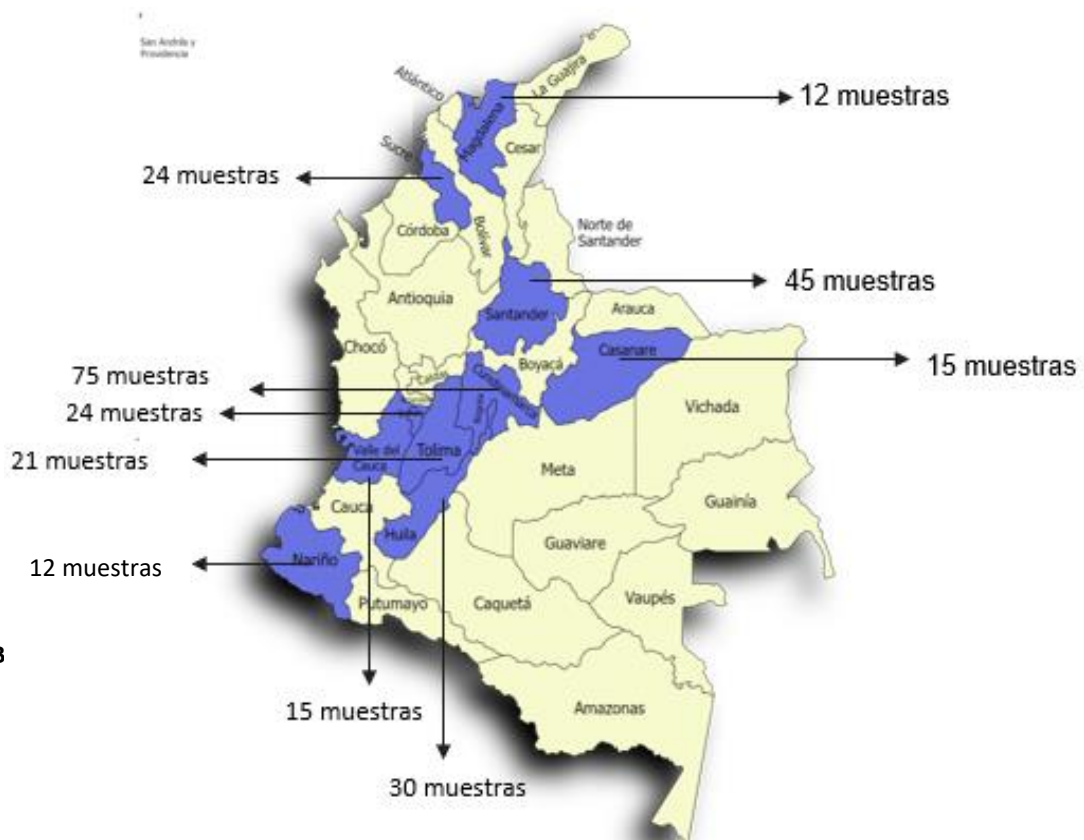 San Andrés y
Providencia
Atlántico
La Guajira
Magdalena
12 muestras
Sucre
Cesar
24 muestras
Norte de
Santander
Córdoba
Bolívar
45 muestras
Antioquia
Santander
Arauca
Chocó
Boyacá
Casanare
15 muestras
75 muestras
Caldas
Cundinamarca
24 muestras
Vichada
Valle del
Cauca
Tolima
21 muestras
Meta
Guainía
Cauca
Huila
Guaviare
Nariño
12 muestras
Putumayo
Caquetá
Vaupés
3
15 muestras
Amazonas
30 muestras